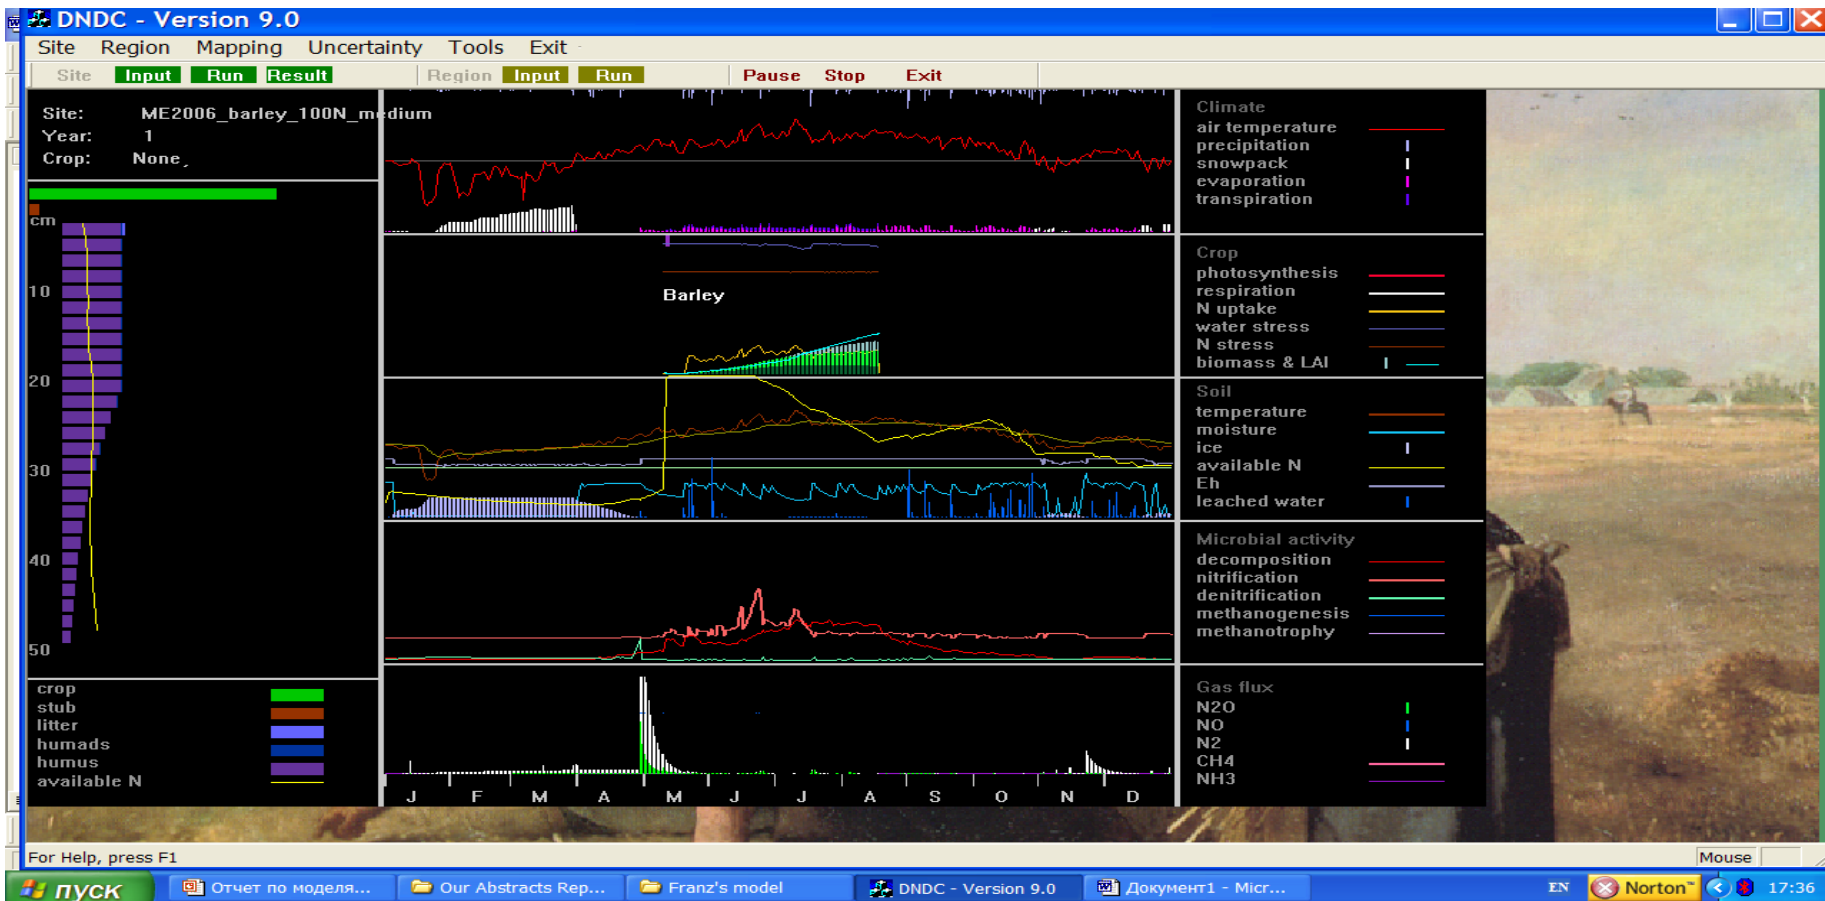 DNDC - Version 9.0
Site Region Mapping Uncertainty Tools Exit
Site Input Run Result Region Input Run Pause Stop Exit
Site: ME2006_barley_100N_medium
Year: 1
Crop: None,
cm
10
20
30
40
50
crop
stub
litter
humads
humus
available N
Barley
J F M A M J J A S O N D
Climate
air temperature
precipitation
snowpack
evaporation
transpiration
Crop
photosynthesis
respiration
N uptake
water stress
N stress
biomass & LAI
Soil
temperature
moisture
ice
available N
Eh
leached water
Microbial activity
decomposition
nitrification
denitrification
methanogenesis
methanotrophy
Gas flux
N2O
NO
N2
CH4
NH3
For Help, press F1
Mouse
пуск Отчет по моделя... Our Abstracts Rep... Franz's model DNDC - Version 9.0 Документ1 - Micr... EN Norton™ 17:36